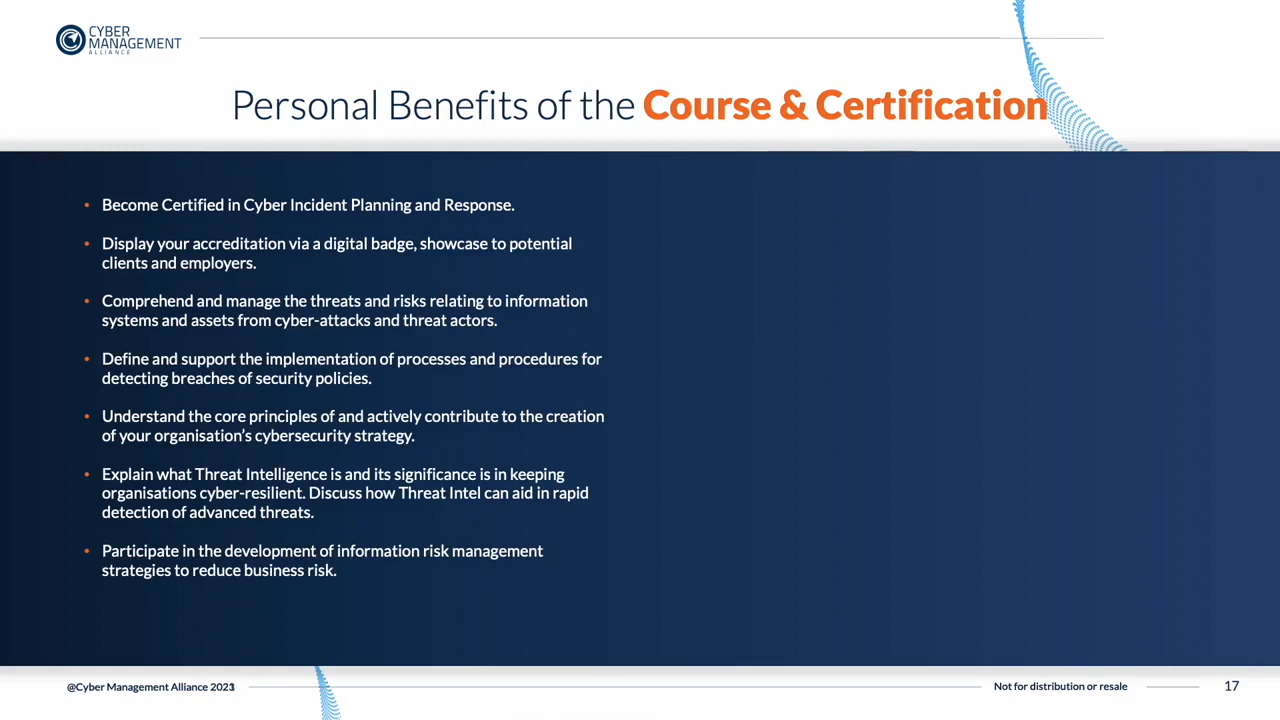 CYBER
MANAGEMENT
ALLIANCE
Personal Benefits of the Course & Certification
• Become Certified in Cyber Incident Planning and Response.
• Display your accreditation via a digital badge, showcase to potential
clients and employers.
• Comprehend and manage the threats and risks relating to information
systems and assets from cyber-attacks and threat actors.
• Define and support the implementation of processes and procedures for
detecting breaches of security policies.
• Understand the core principles of and actively contribute to the creation
of your organisation’s cybersecurity strategy.
• Explain what Threat Intelligence is and its significance is in keeping
organisations cyber-resilient. Discuss how Threat Intel can aid in rapid
detection of advanced threats.
• Participate in the development of information risk management
strategies to reduce business risk.
@Cyber Management Alliance
Not for distribution or resale
17